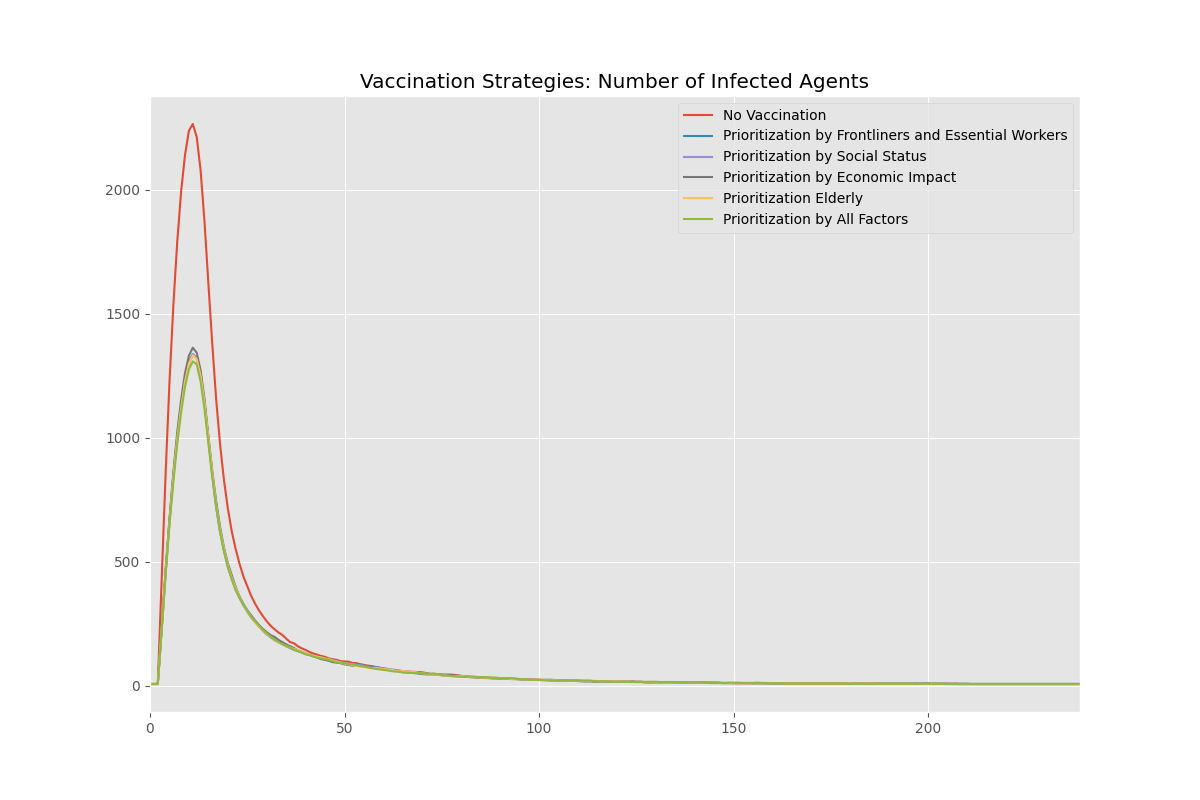 Vaccination Strategies: Number of Infected Agents
No Vaccination
Prioritization by Frontliners and Essential Workers
Prioritization by Social Status
Prioritization by Economic Impact
Prioritization Elderly
Prioritization by All Factors
2000
1500
1000
500
0
0 50 100 150 200